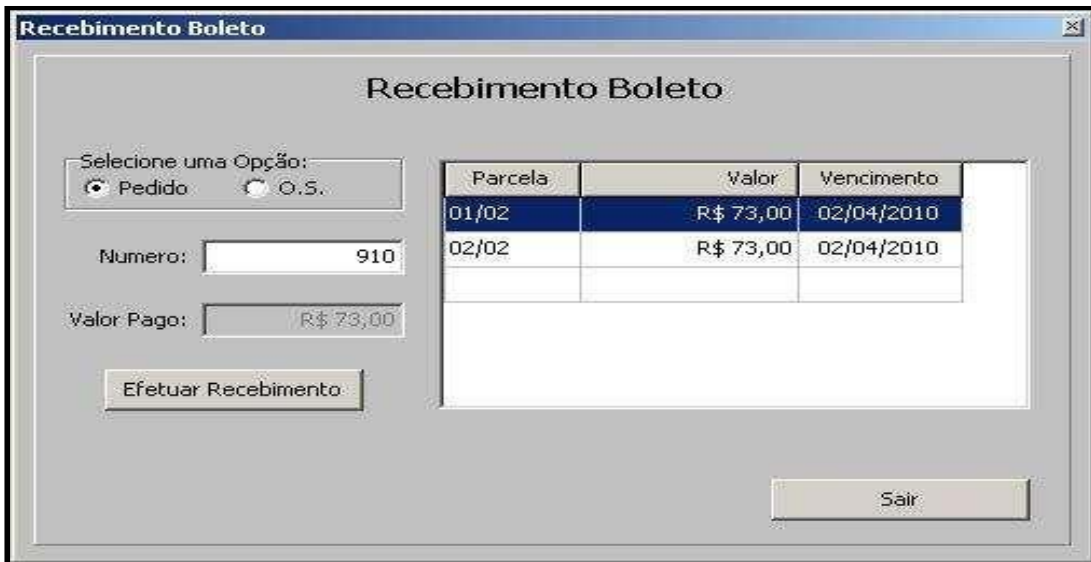 Recebimento Boleto
Recebimento Boleto
Selecione uma Opção:
Pedido O.S.
Numero: 910
Valor Pago: R$ 73,00
Efetuar Recebimento
Parcela Valor Vencimento
01/02 R$ 73,00 02/04/2010
02/02 R$ 73,00 02/04/2010
Sair